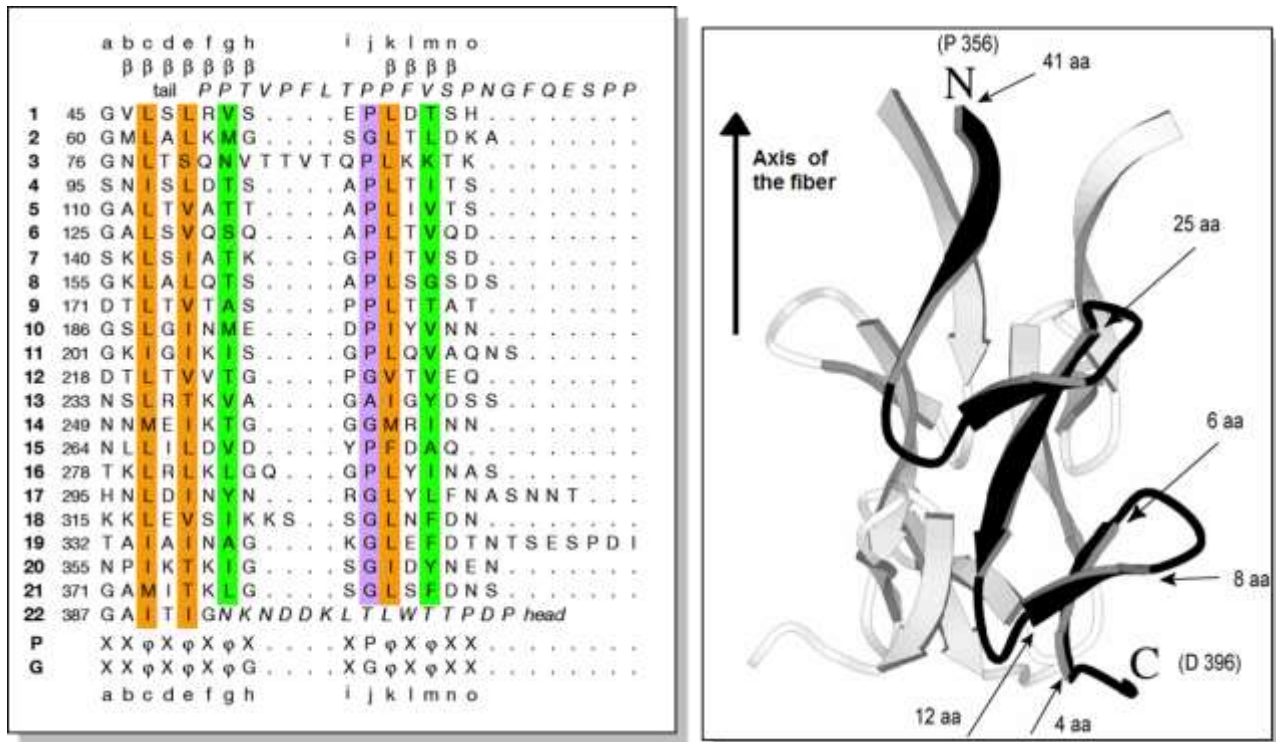 a b c d e f g h i j k l m n o
β β β β β β β β β β β
tail P P T V P F L T P P F V S P N G F Q E S P P
1 45 G V L S L R V S . . . . E P L D T S H . . . . . . . .
2 60 G M L A L K M G . . . . S G L T L D K A . . . . . . .
3 76 G N L T S Q N V T T V T Q P L K K T K . . . . . . . .
4 95 S N I S L D T S . . . . A P L T I T S . . . . . . . .
5 110 G A L T V A T T . . . . A P L I V T S . . . . . . . .
6 125 G A L S V Q S Q . . . . A P L T V Q D . . . . . . . .
7 140 S K L S I A T K . . . . G P I T V S D . . . . . . . .
8 155 G K L A L Q T S . . . . A P L S G S D S . . . . . . .
9 171 D T L T V T A S . . . . P P L T T A T . . . . . . . .
10 186 G S L G I N M E . . . . D P I Y V N N . . . . . . . .
11 201 G K I G I K I S . . . . G P L Q V A Q N S . . . . . .
12 218 D T L T V V T G . . . . P G V T V E Q . . . . . . . .
13 233 N S L R T K V A . . . . G A I G Y D S S . . . . . . .
14 249 N N M E I K T G . . . . G G M R I N N . . . . . . . .
15 264 N L L I L D V D . . . . Y P F D A Q . . . . . . . . .
16 278 T K L R L K L G Q . . . G P L Y I N A S . . . . . . .
17 295 H N L D I N Y N . . . . R G L Y L F N A S N N T . . .
18 315 K K L E V S I K K S . . S G L N F D N . . . . . . . .
19 332 T A I A I N A G . . . . K G L E F D T N T S E S P D I
20 355 N P I K T K I G . . . . S G I D Y N E N . . . . . . .
21 371 G A M I T K L G . . . . S G L S F D N S . . . . . . .
22 387 G A I T I G N K N D D K L T L W T T P D P head
P X X φ X φ X φ X X P φ X φ X X . . . . . . . .
G X X φ X φ X φ G X G φ X φ X X . . . . . . . .
a b c d e f g h i j k l m n o
(P 356)
N
41 aa
Axis of
the fiber
25 aa
6 aa
8 aa
C (D 396)
12 aa
4 aa